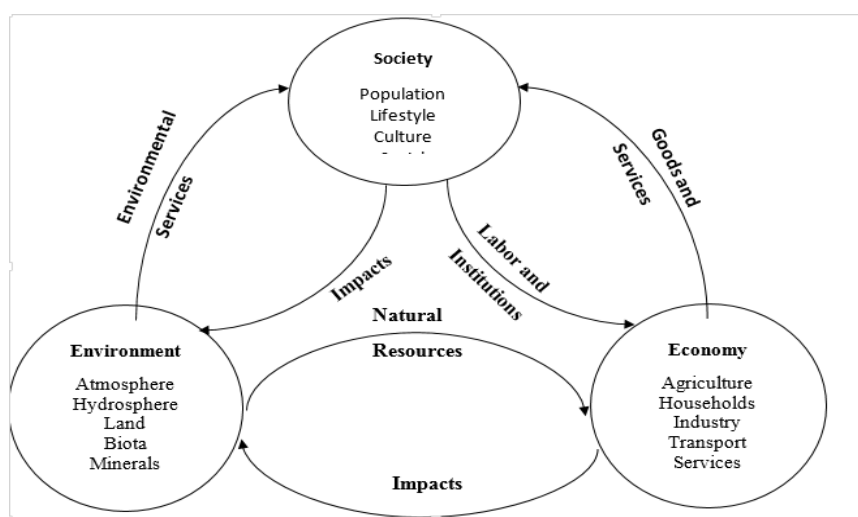 Society
Population
Lifestyle
Culture
Environmental
Services
Goods and
Services
Impacts
Labor and
Institutions
Natural
Resources
Environment
Atmosphere
Hydrosphere
Land
Biota
Minerals
Economy
Agriculture
Households
Industry
Transport
Services
Impacts